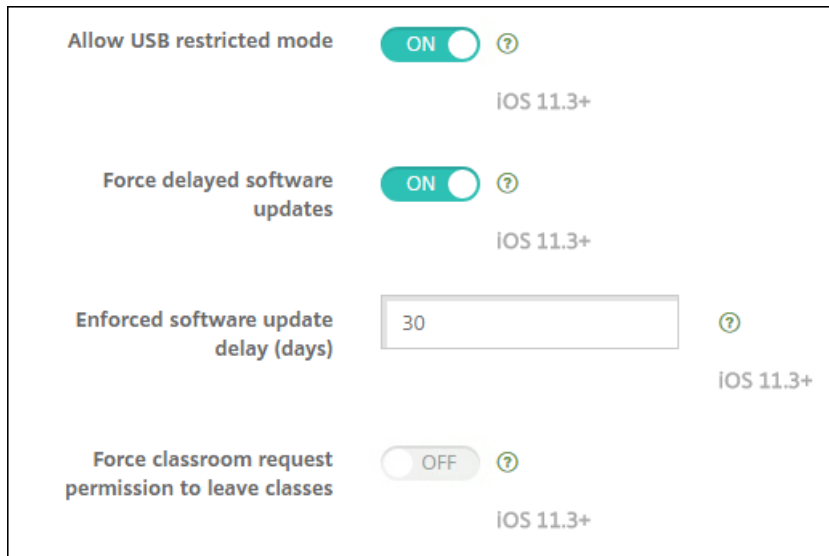 Allow USB restricted mode ON ?
iOS 11.3+
Force delayed software ON ?
updates
iOS 11.3+
Enforced software update 30 ?
delay (days)
iOS 11.3+
Force classroom request OFF ?
permission to leave classes
iOS 11.3+